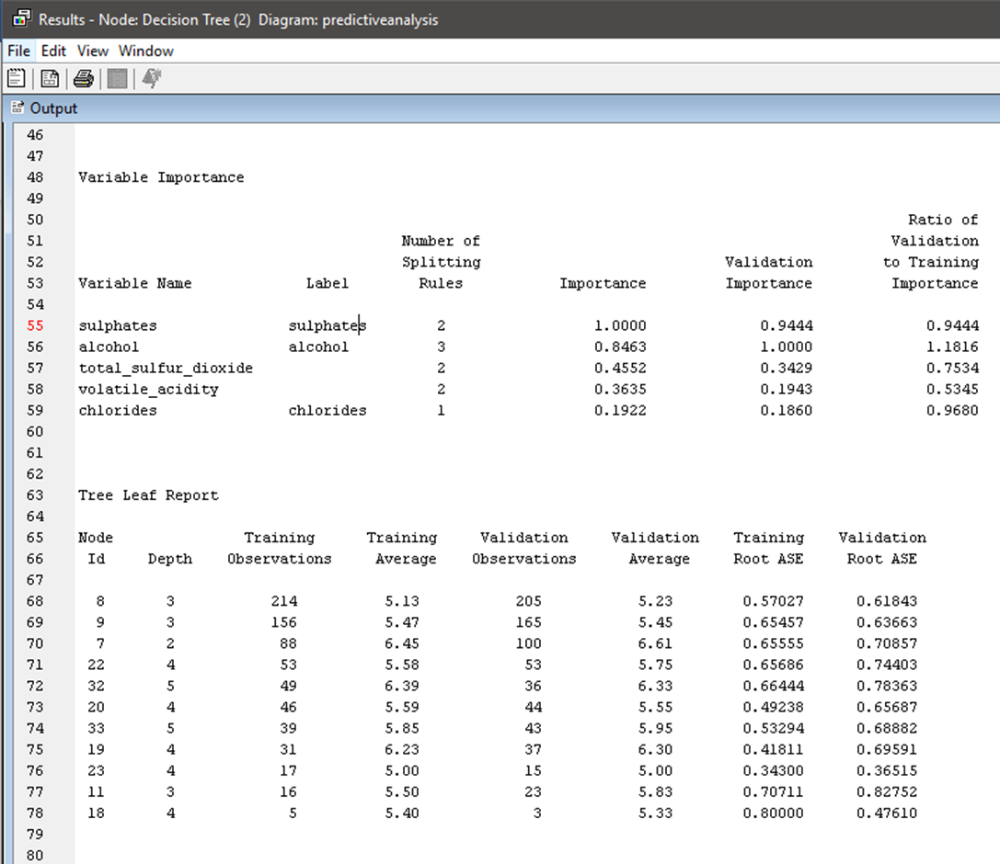 Results - Node: Decision Tree (2) Diagram: predictiveanalysis
File Edit View Window
Output
46
47
48 Variable Importance
49
50 Ratio of
51 Number of Validation
52 Splitting Validation to Training
53 Variable Name Label Rules Importance Importance Importance
54
55 sulphates sulphates 2 1.0000 0.9444 0.9444
56 alcohol alcohol 3 0.8463 1.0000 1.1816
57 total_sulfur_dioxide 2 0.4552 0.3429 0.7534
58 volatile_acidity 2 0.3635 0.1943 0.5345
59 chlorides chlorides 1 0.1922 0.1860 0.9680
60
61
62
63 Tree Leaf Report
64
65 Node Training Training Validation Validation Training Validation
66 Id Depth Observations Average Observations Average Root ASE Root ASE
67
68 8 3 214 5.13 205 5.23 0.57027 0.61843
69 9 3 156 5.47 165 5.45 0.65457 0.63663
70 7 2 88 6.45 100 6.61 0.65555 0.70857
71 22 4 53 5.58 53 5.75 0.65686 0.74403
72 32 5 49 6.39 36 6.33 0.66444 0.78363
73 20 4 46 5.59 44 5.55 0.49238 0.65687
74 33 5 39 5.85 43 5.95 0.53294 0.68882
75 19 4 31 6.23 37 6.30 0.41811 0.69591
76 23 4 17 5.00 15 5.00 0.34300 0.36515
77 11 3 16 5.50 23 5.83 0.70711 0.82752
78 18 4 5 5.40 3 5.33 0.80000 0.47610
79
80